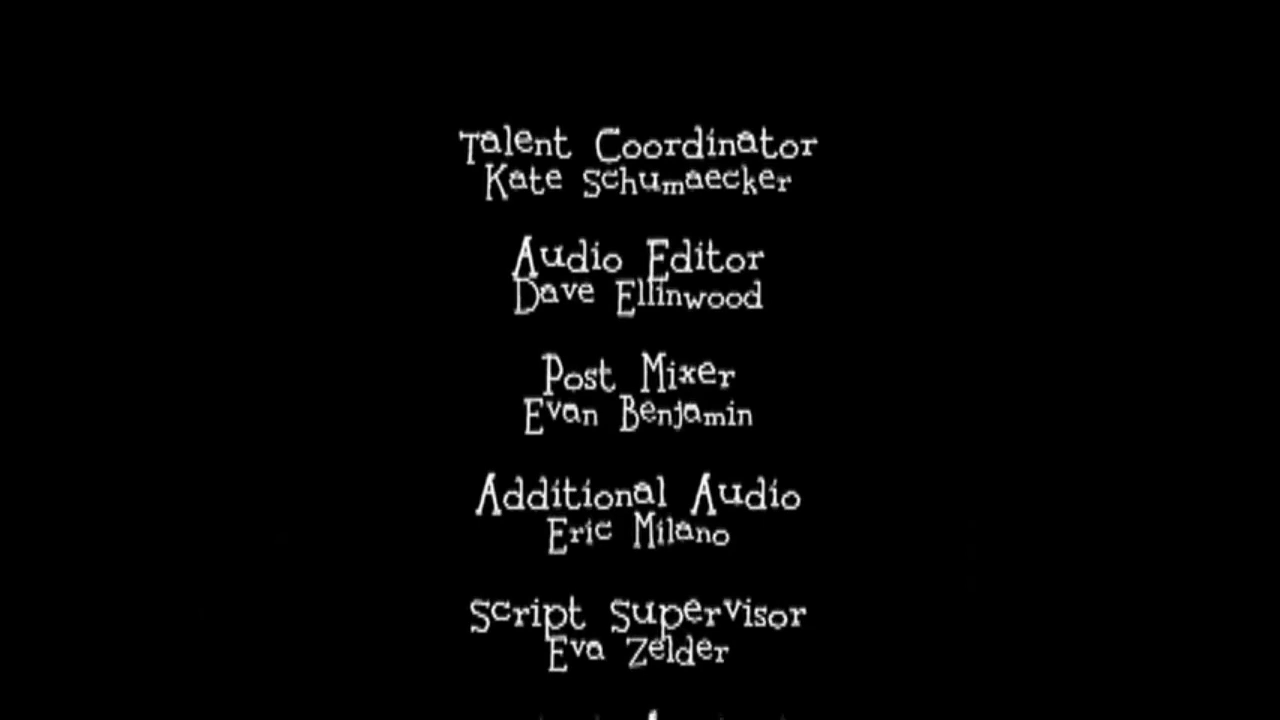 Talent Coordinator
Kate Schumaecker
Audio Editor
Dave Ellinwood
Post Mixer
Evan Benjamin
Additional Audio
Eric Milano
Script Supervisor
Eva Zelder